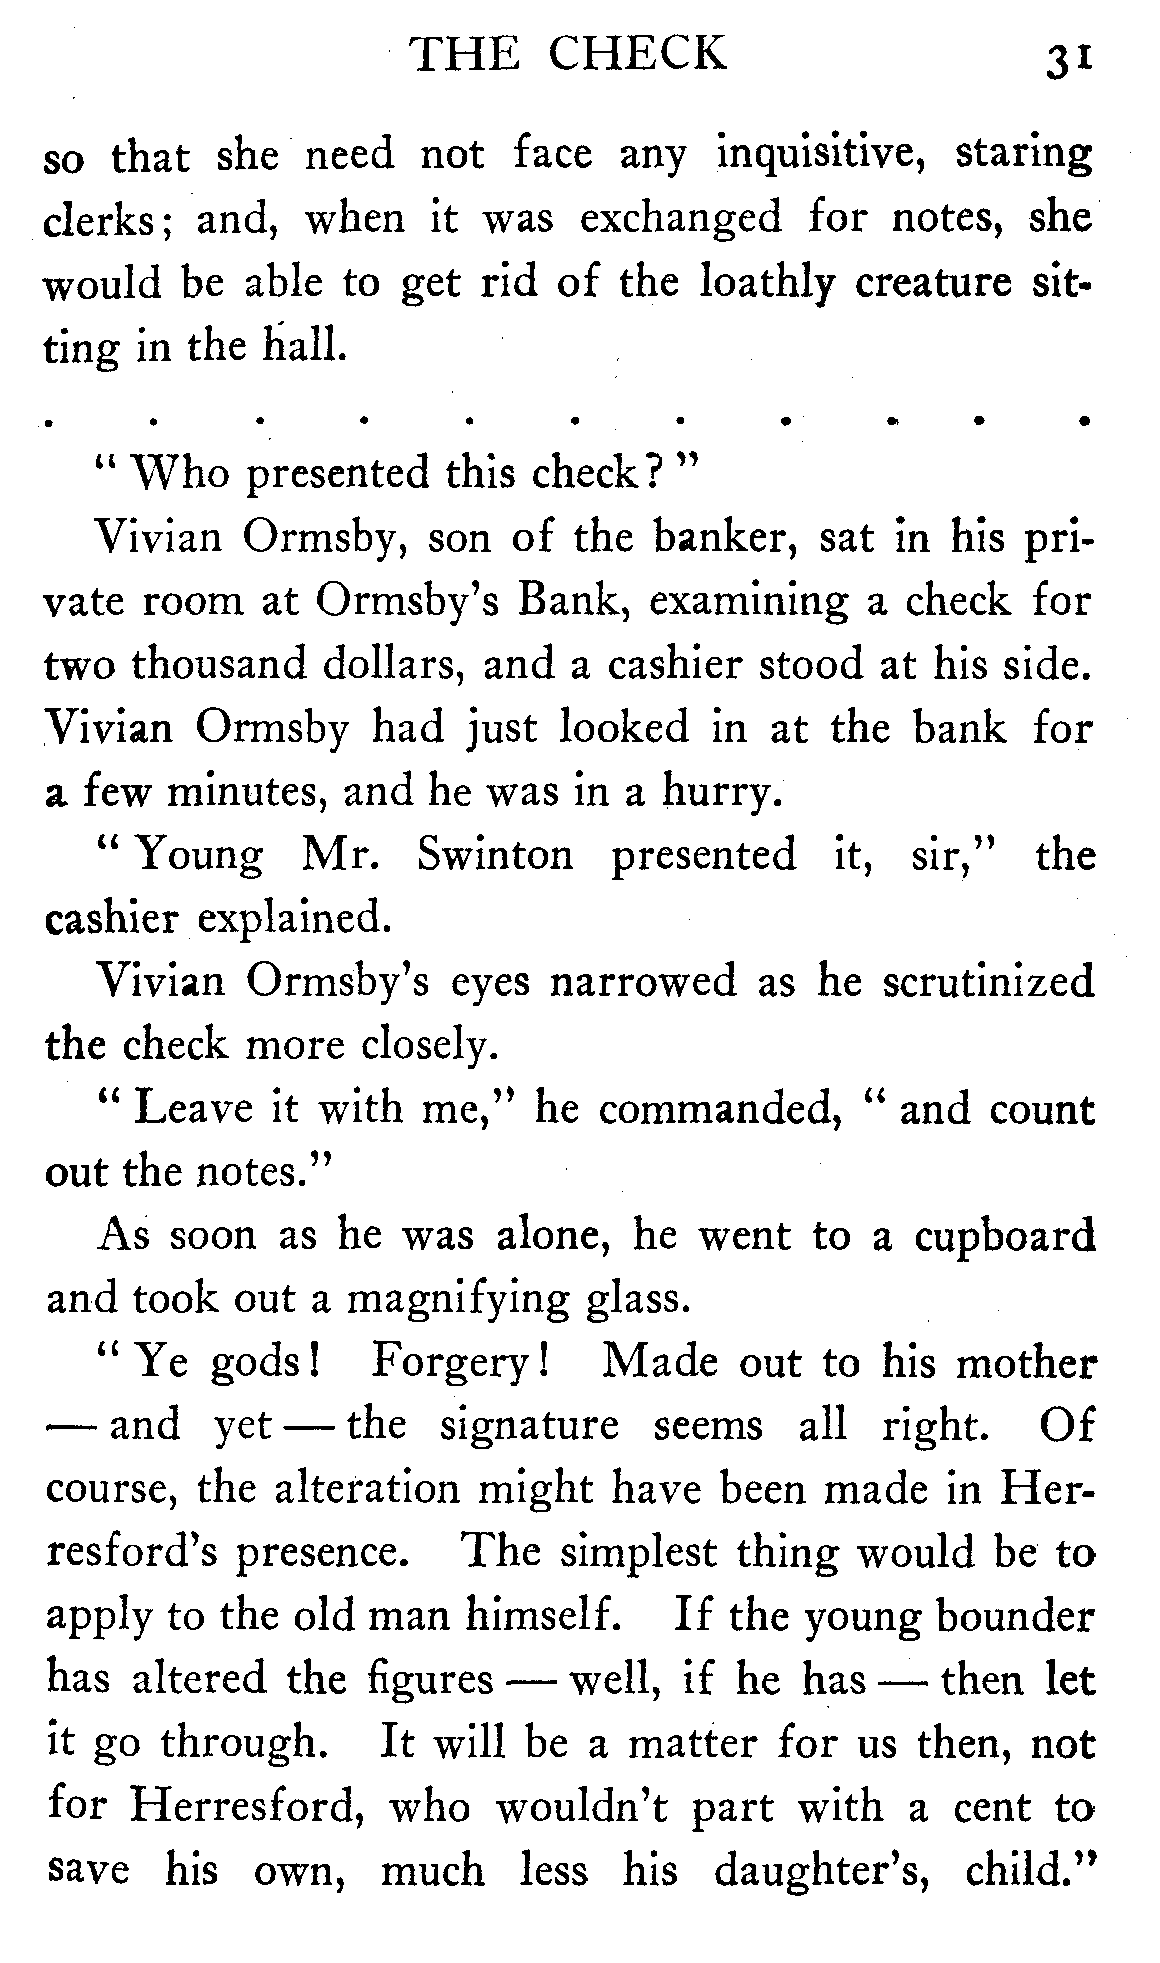 THE CHECK 31
so that she need not face any inquisitive, staring
clerks; and, when it was exchanged for notes, she
would be able to get rid of the loathly creature sit-
ting in the hall.
. . . . . . . . . . .
" Who presented this check? "
Vivian Ormsby, son of the banker, sat in his pri-
vate room at Ormsby's Bank, examining a check for
two thousand dollars, and a cashier stood at his side.
Vivian Ormsby had just looked in at the bank for
a few minutes, and he was in a hurry.
" Young Mr. Swinton presented it, sir," the
cashier explained.
Vivian Ormsby's eyes narrowed as he scrutinized
the check more closely.
" Leave it with me," he commanded, " and count
out the notes."
As soon as he was alone, he went to a cupboard
and took out a magnifying glass.
" Ye gods! Forgery! Made out to his mother
— and yet — the signature seems all right. Of
course, the alteration might have been made in Her-
resford's presence. The simplest thing would be to
apply to the old man himself. If the young bounder
has altered the figures — well, if he has — then let
it go through. It will be a matter for us then, not
for Herresford, who wouldn't part with a cent to
save his own, much less his daughter's, child."